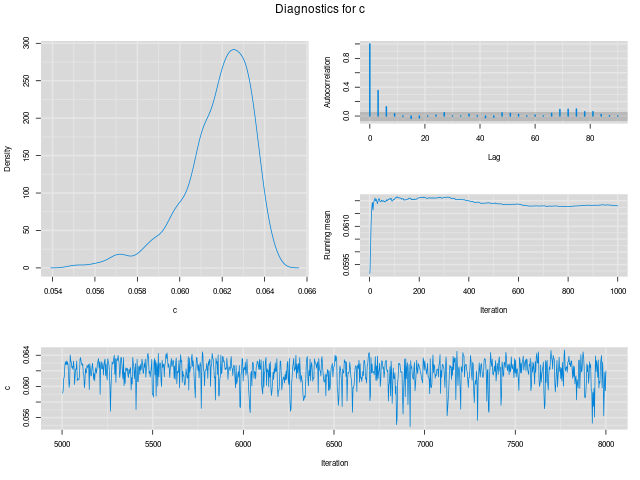 Diagnostics for c
Density
0 50 100 150 200 250 300
0.054 0.056 0.058 0.060 0.062 0.064 0.066
c
Autocorrelation
0.0 0.4 0.8
0 20 40 60 80
Lag
Running mean
0.0595 0.0610
0 200 400 600 800 1000
Iteration
c
0.056 0.060 0.064
5000 5500 6000 6500 7000 7500 8000
Iteration